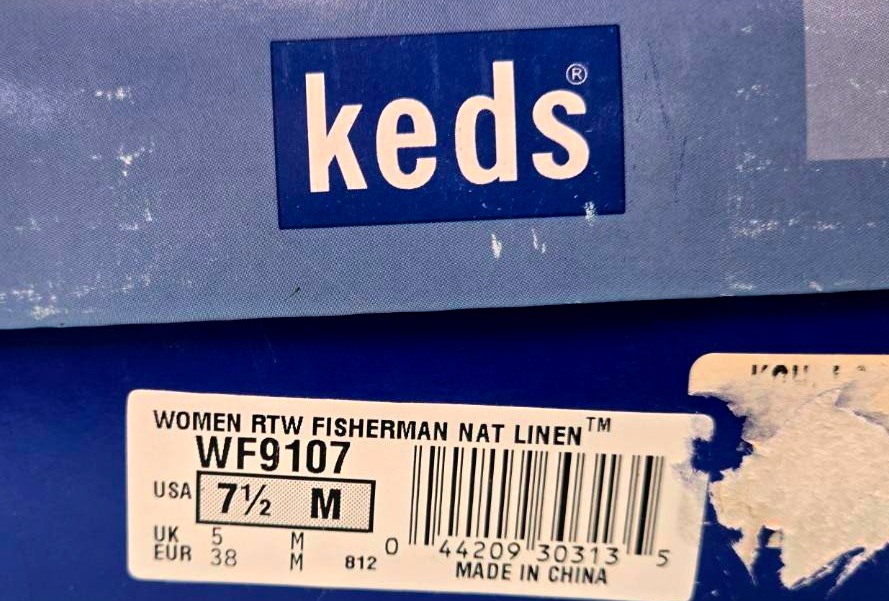 keds®
WOMEN RTW FISHERMAN NAT LINEN™
WF9107
USA 7½ M
UK 5 M
EUR 38 M
812
0 44209 30313 5
MADE IN CHINA